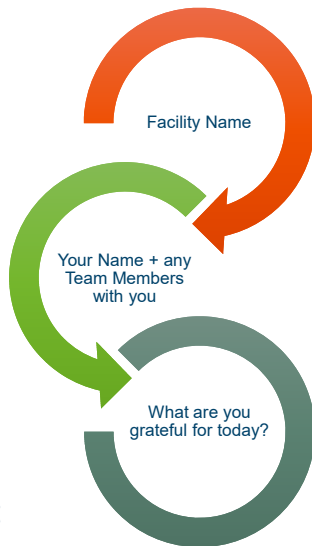 Facility Name
Your Name + any
Team Members
with you
What are you
grateful for today?